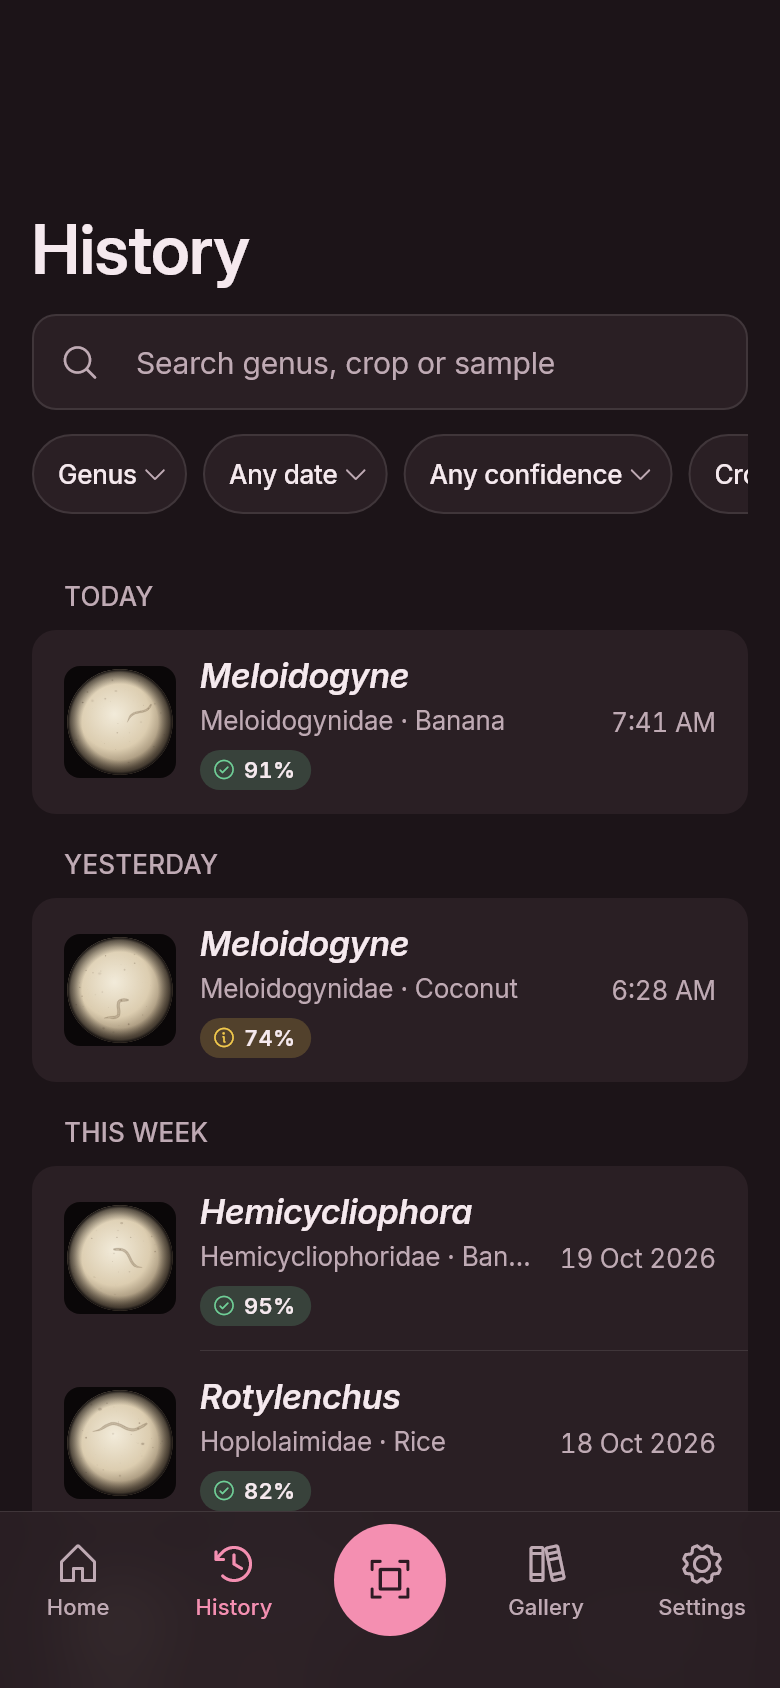 History
Search genus, crop or sample
Genus
Any date
Any confidence
Cro
TODAY
Meloidogyne
Meloidogynidae · Banana
7:41 AM
91%
YESTERDAY
Meloidogyne
Meloidogynidae · Coconut
6:28 AM
74%
THIS WEEK
Hemicycliophora
Hemicycliophoridae · Ban...
19 Oct 2026
95%
Rotylenchus
Hoplolaimidae · Rice
18 Oct 2026
82%
Home
History
Gallery
Settings